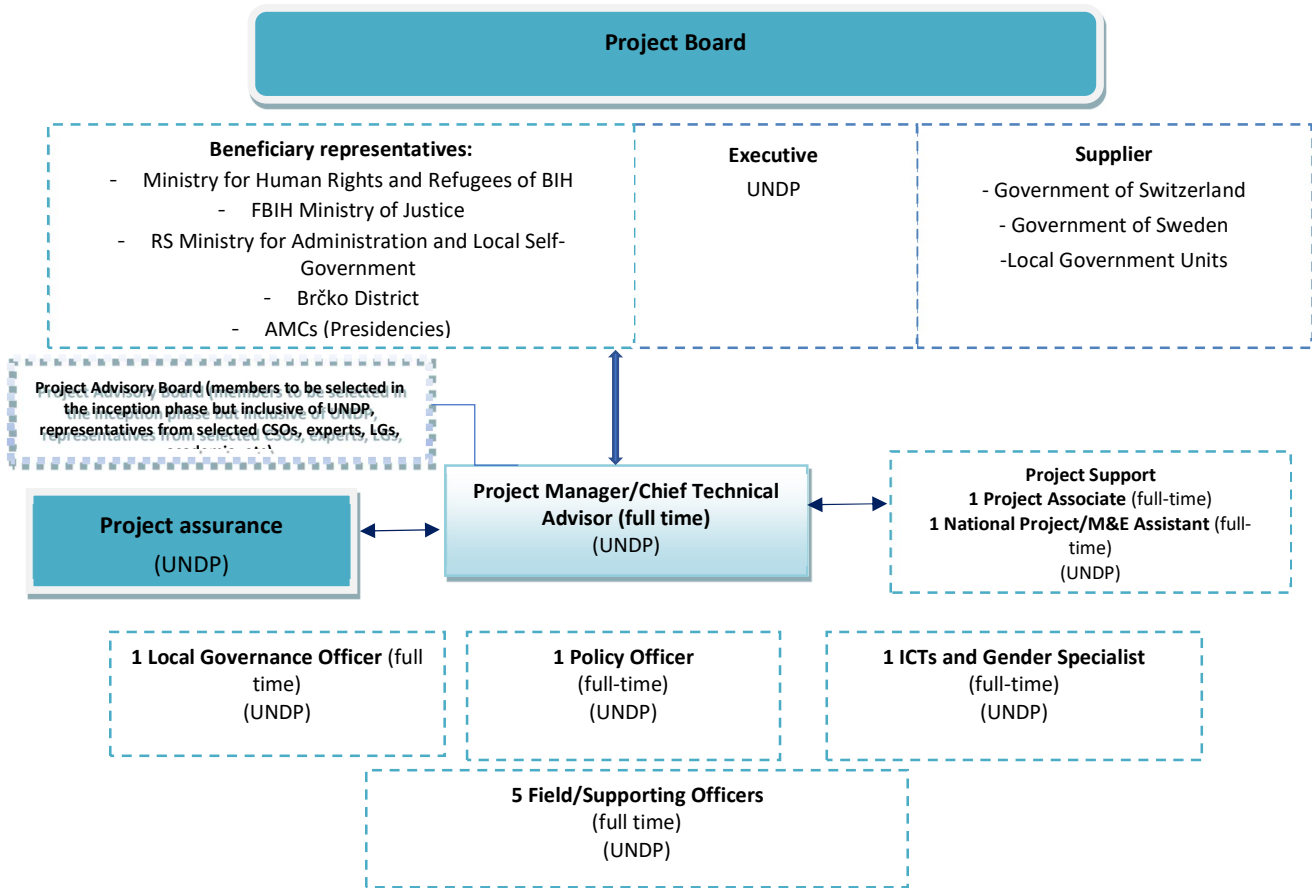 Project Board
Beneficiary representatives:
- Ministry for Human Rights and Refugees of BIH
- FBIH Ministry of Justice
- RS Ministry for Administration and Local Self-
Government
- Brčko District
- AMCs (Presidencies)
Executive
UNDP
Supplier
- Government of Switzerland
- Government of Sweden
-Local Government Units
Project Advisory Board (members to be selected in
the inception phase but inclusive of UNDP,
representatives from selected CSOs, experts, LGs,
Project assurance
(UNDP)
Project Manager/Chief Technical
Advisor (full time)
(UNDP)
Project Support
1 Project Associate (full-time)
1 National Project/M&E Assistant (full-
time)
(UNDP)
1 Local Governance Officer (full
time)
(UNDP)
1 Policy Officer
(full-time)
(UNDP)
1 ICTs and Gender Specialist
(full-time)
(UNDP)
5 Field/Supporting Officers
(full time)
(UNDP)